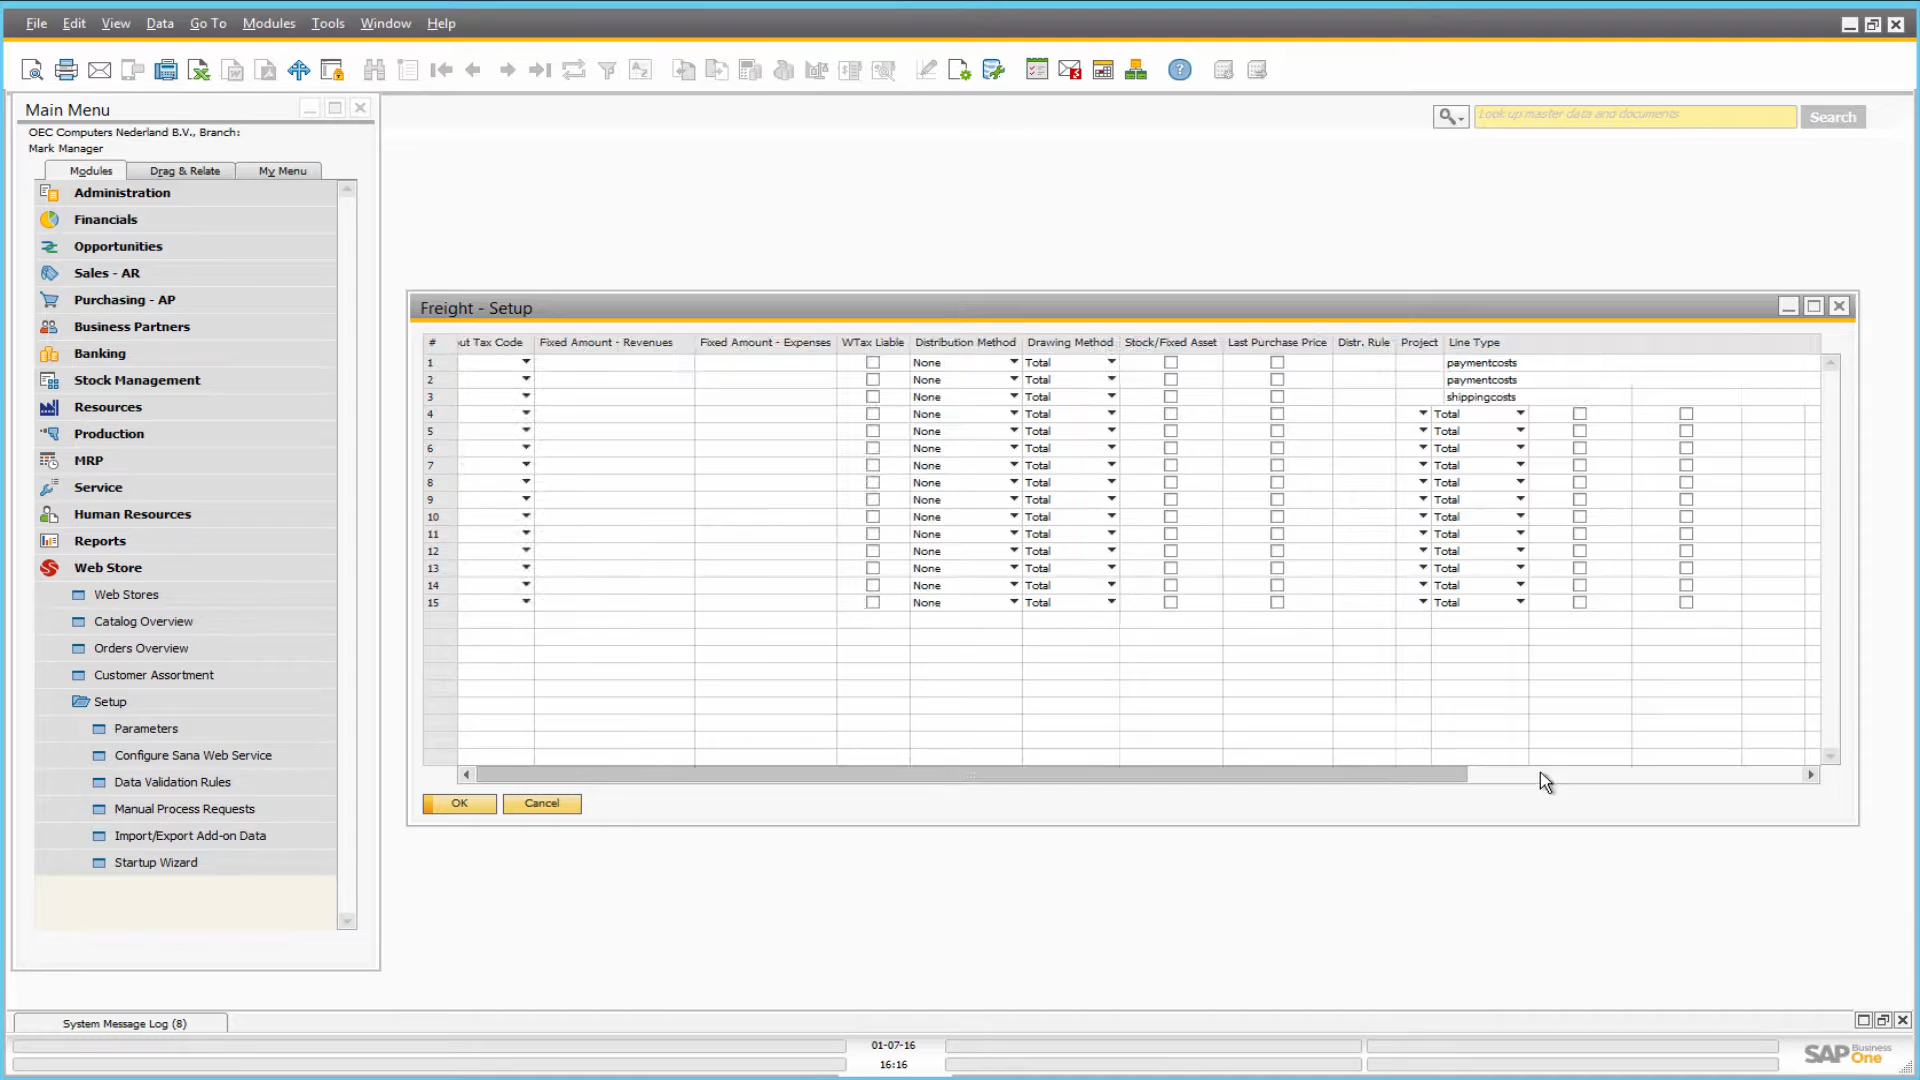 File Edit View Data Go To Modules Tools Window Help
Main Menu
OEC Computers Nederland B.V., Branch:
Mark Manager
Modules Drag & Relate My Menu
Look up master data and documents Search
Administration
Financials
Opportunities
Sales - AR
Purchasing - AP
Business Partners
Banking
Stock Management
Resources
Production
MRP
Service
Human Resources
Reports
Web Store
Web Stores
Catalog Overview
Orders Overview
Customer Assortment
Setup
Parameters
Configure Sana Web Service
Data Validation Rules
Manual Process Requests
Import/Export Add-on Data
Startup Wizard
Freight - Setup
# ut Tax Code Fixed Amount - Revenues Fixed Amount - Expenses WTax Liable Distribution Method Drawing Method Stock/Fixed Asset Last Purchase Price Distr. Rule Project Line Type
1 None Total paymentcosts
2 None Total paymentcosts
3 None Total shippingcosts
4 None Total Total
5 None Total Total
6 None Total Total
7 None Total Total
8 None Total Total
9 None Total Total
10 None Total Total
11 None Total Total
12 None Total Total
13 None Total Total
14 None Total Total
15 None Total Total
OK Cancel
System Message Log (8)
01-07-16
16:16
SAP Business One